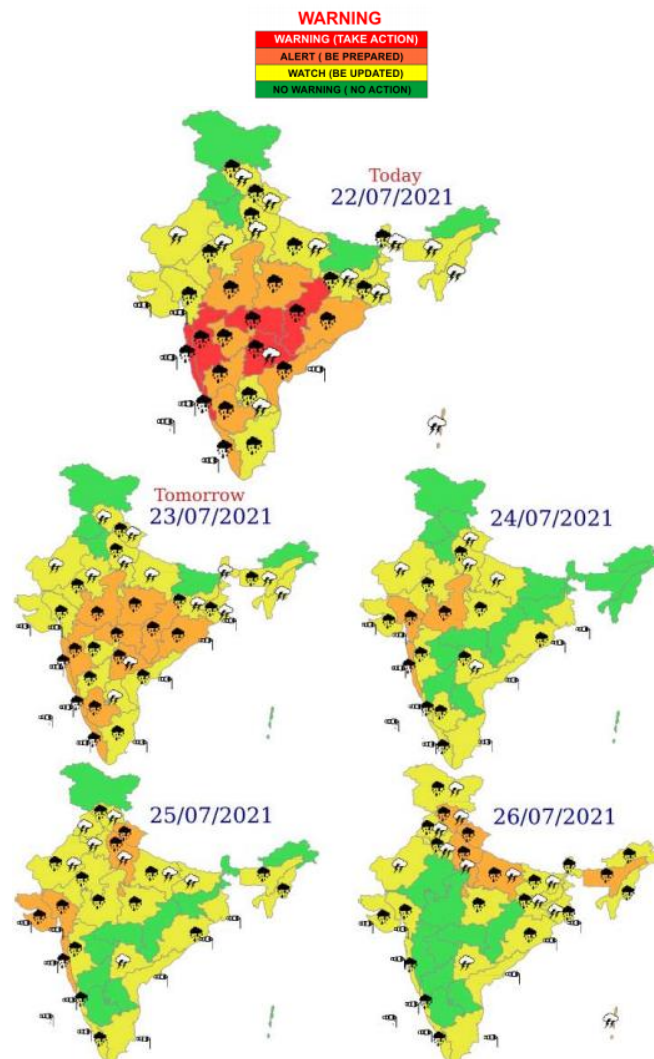 WARNING
WARNING (TAKE ACTION)
ALERT ( BE PREPARED)
WATCH (BE UPDATED)
NO WARNING ( NO ACTION)
Today
22/07/2021
Tomorrow
23/07/2021
24/07/2021
25/07/2021
26/07/2021